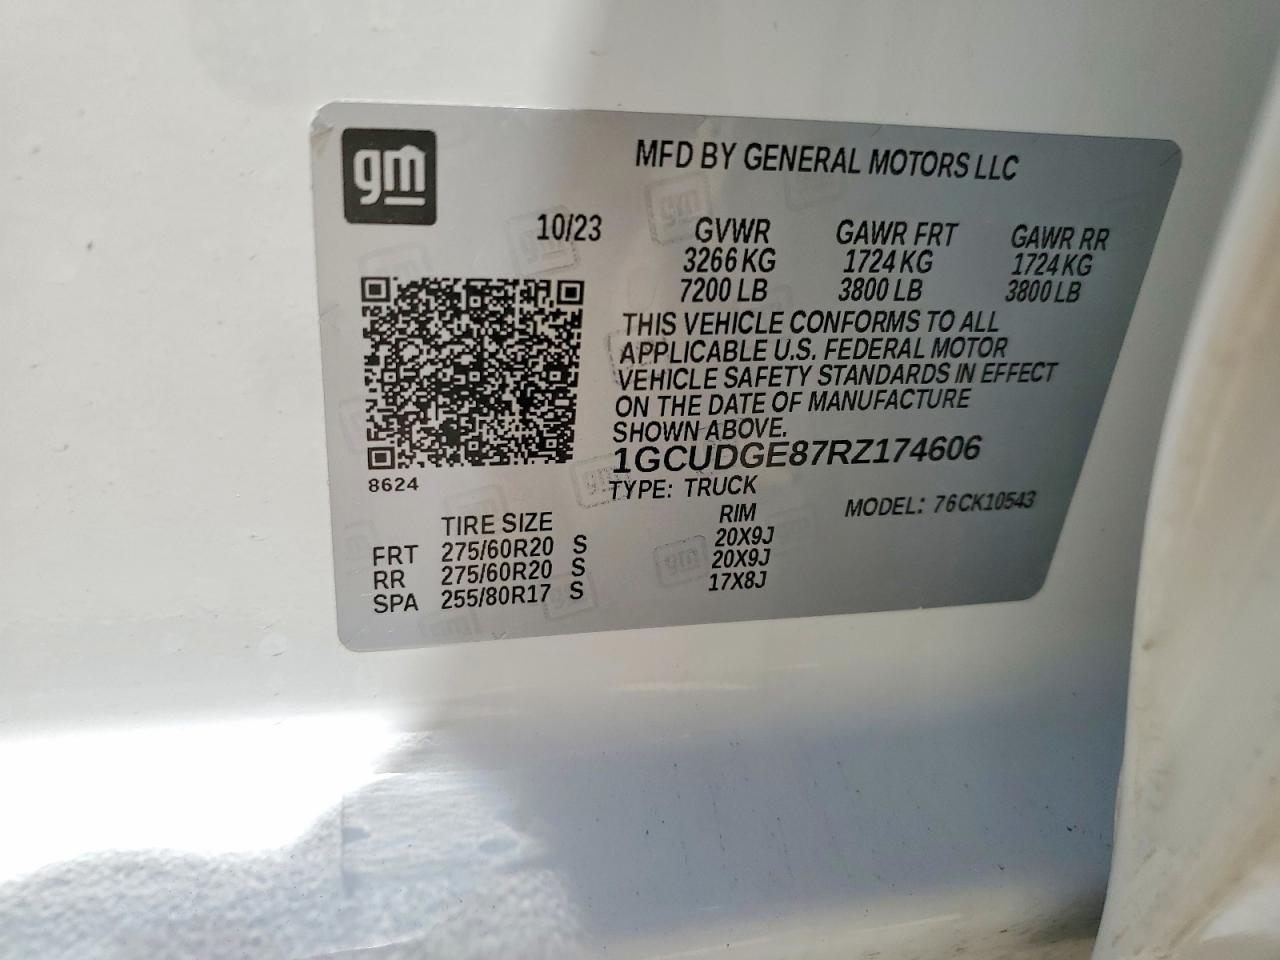 gm
MFD BY GENERAL MOTORS LLC
10/23 GVWR GAWR FRT GAWR RR
3266 KG 1724 KG 1724 KG
7200 LB 3800 LB 3800 LB
THIS VEHICLE CONFORMS TO ALL
APPLICABLE U.S. FEDERAL MOTOR
VEHICLE SAFETY STANDARDS IN EFFECT
ON THE DATE OF MANUFACTURE
SHOWN ABOVE.
1GCUDGE87RZ174606
8624
TYPE: TRUCK MODEL: 76CK10543
TIRE SIZE RIM
FRT 275/60R20 S 20X9J
RR 275/60R20 S 20X9J
SPA 255/80R17 S 17X8J